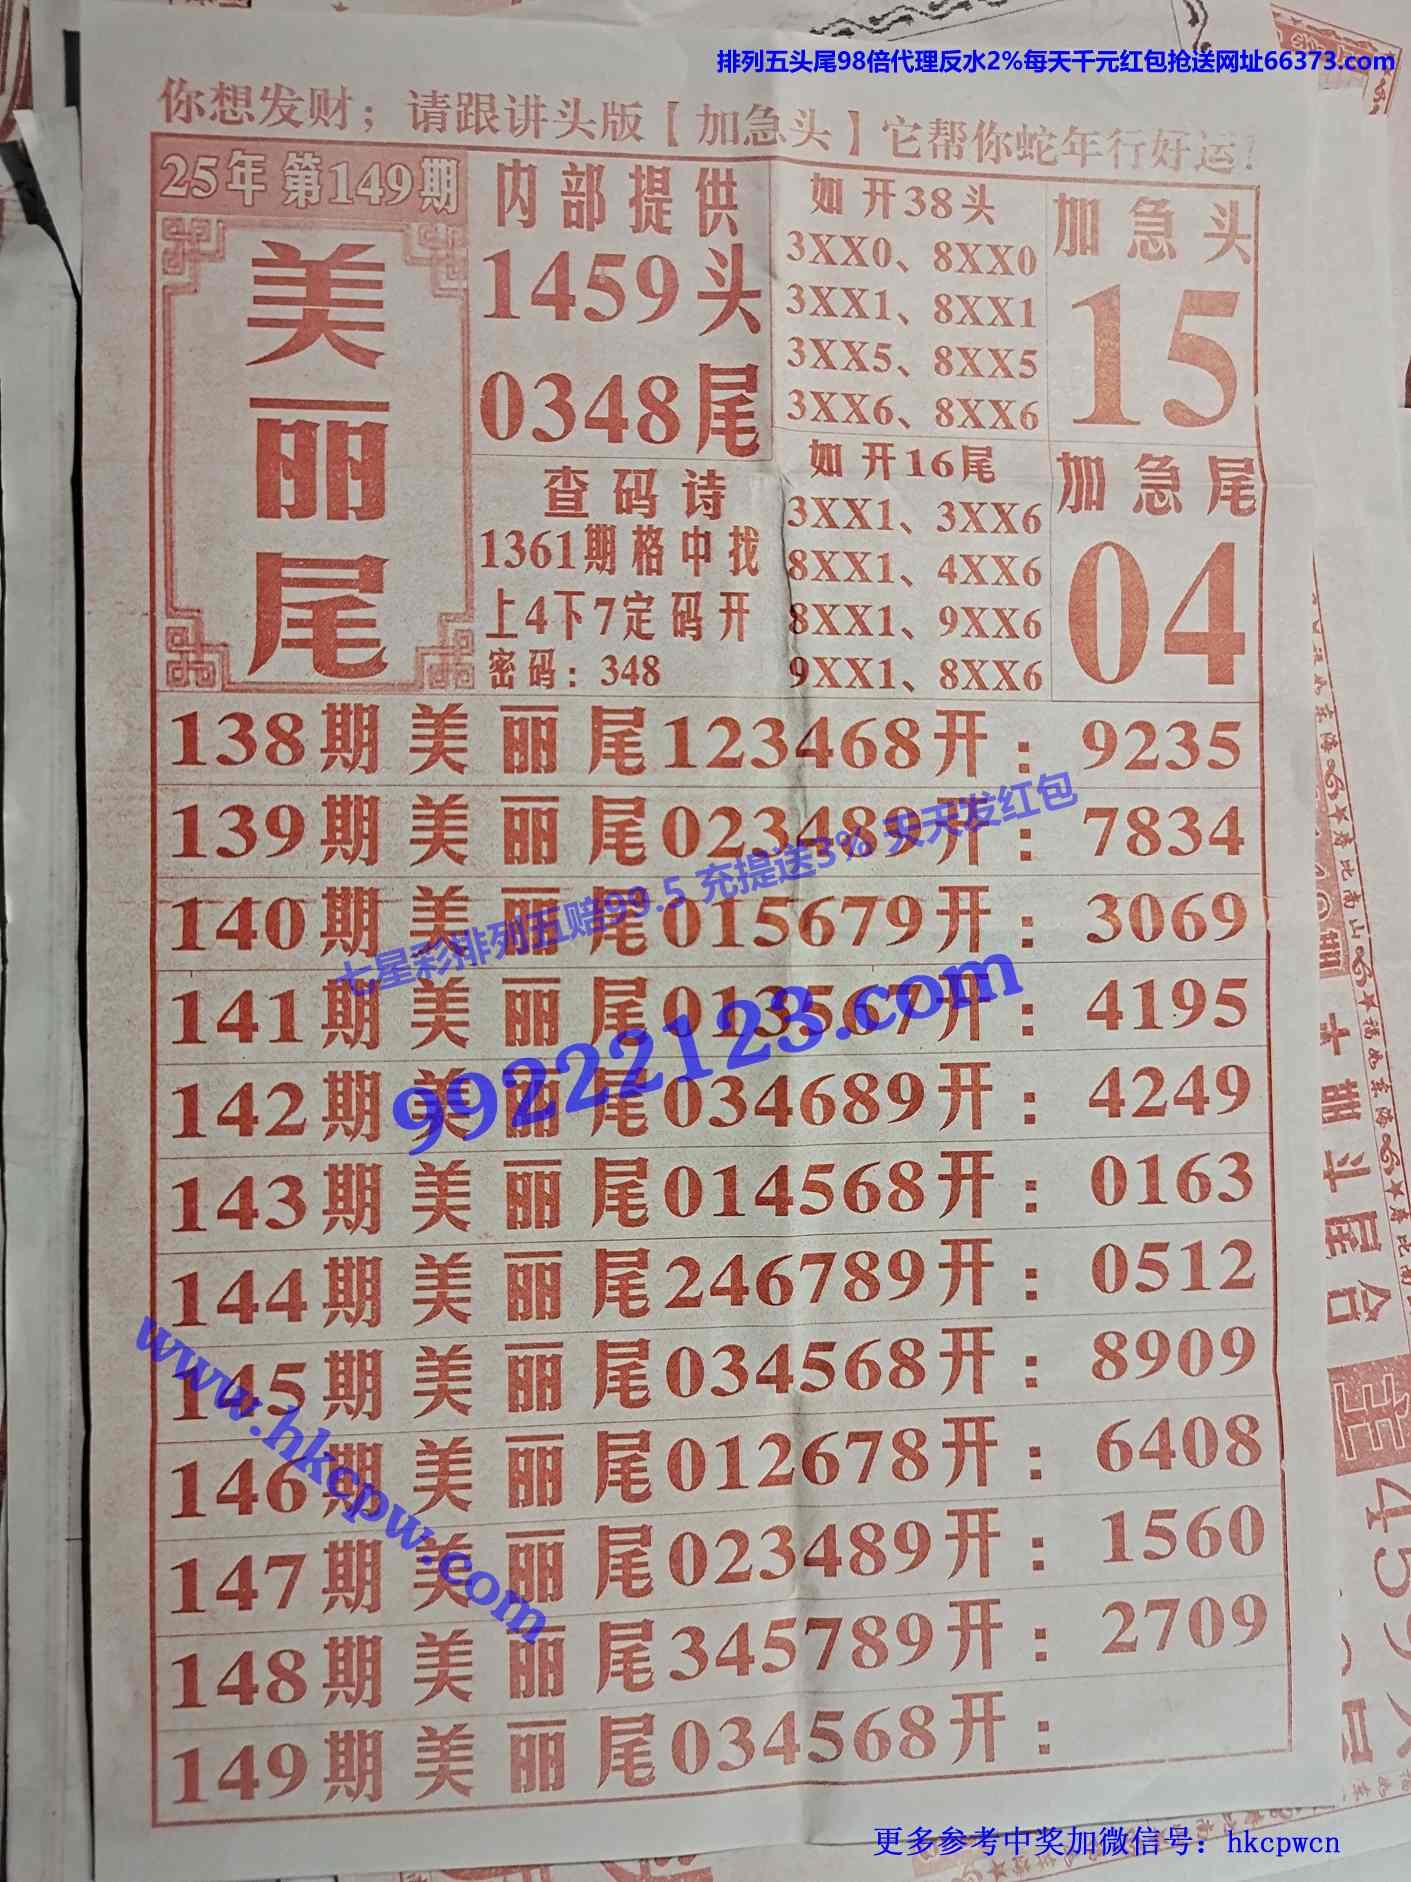 排列五头尾98倍代理反水2%每天千元红包抢送网址66373.com
你想发财；请跟讲头版【加急头】它帮你蛇年行好运！
25年 第149期
美
丽
尾
内部提供
1459头
0348尾
查码诗
1361期格中找
上4下7定码开
密码：348
如开38头
3XX0、8XX0
3XX1、8XX1
3XX5、8XX5
3XX6、8XX6
如开16尾
3XX1、3XX6
8XX1、4XX6
8XX1、9XX6
9XX1、8XX6
加急头
15
加急尾
04
138期美丽尾123468开：9235
139期美丽尾023489开：7834
七星彩排列五赔99.5 充提送3% 天天发红包
140期美丽尾015679开：3069
141期美丽尾013567开：4195
99222123.com
142期美丽尾034689开：4249
143期美丽尾014568开：0163
144期美丽尾246789开：0512
145期美丽尾034568开：8909
www.hkcpw.com
146期美丽尾012678开：6408
147期美丽尾023489开：1560
148期美丽尾345789开：2709
149期美丽尾034568开：
寿比南山
斗尾合
459
更多参考中奖加微信号：hkcpwcn